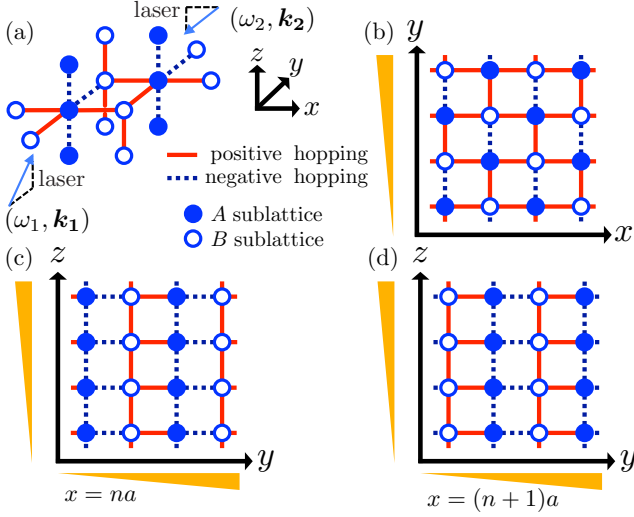 (a)
laser
(ω₂, k₂)
z
y
x
laser
(ω₁, k₁)
positive hopping
negative hopping
A sublattice
B sublattice
(b)
y
x
(c)
z
y
x = na
(d)
z
y
x = (n + 1)a